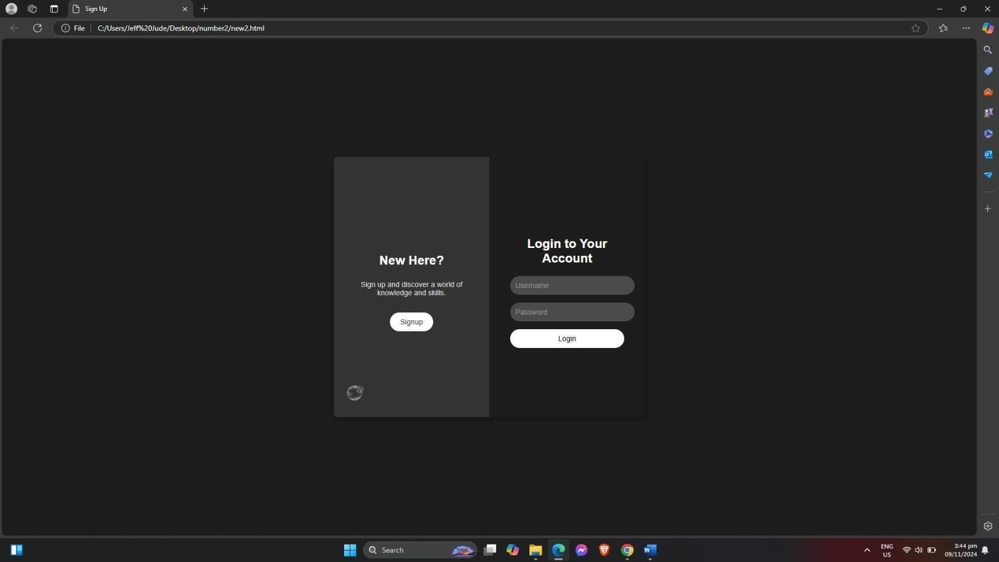 Sign Up
File
C:/Users/Jeff%20Jude/Desktop/number2/new2.html
New Here?
Sign up and discover a world of
knowledge and skills.
Signup
Login to Your
Account
Username
Password
Login
Search
ENG
US
3:44 pm
09/11/2024